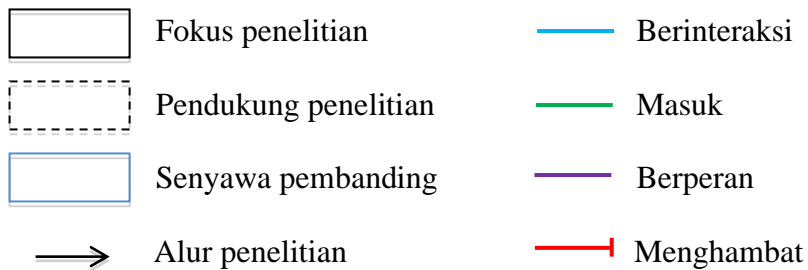 Fokus penelitian
Berinteraksi
Pendukung penelitian
Masuk
Senyawa pembanding
Berperan
Alur penelitian
Menghambat